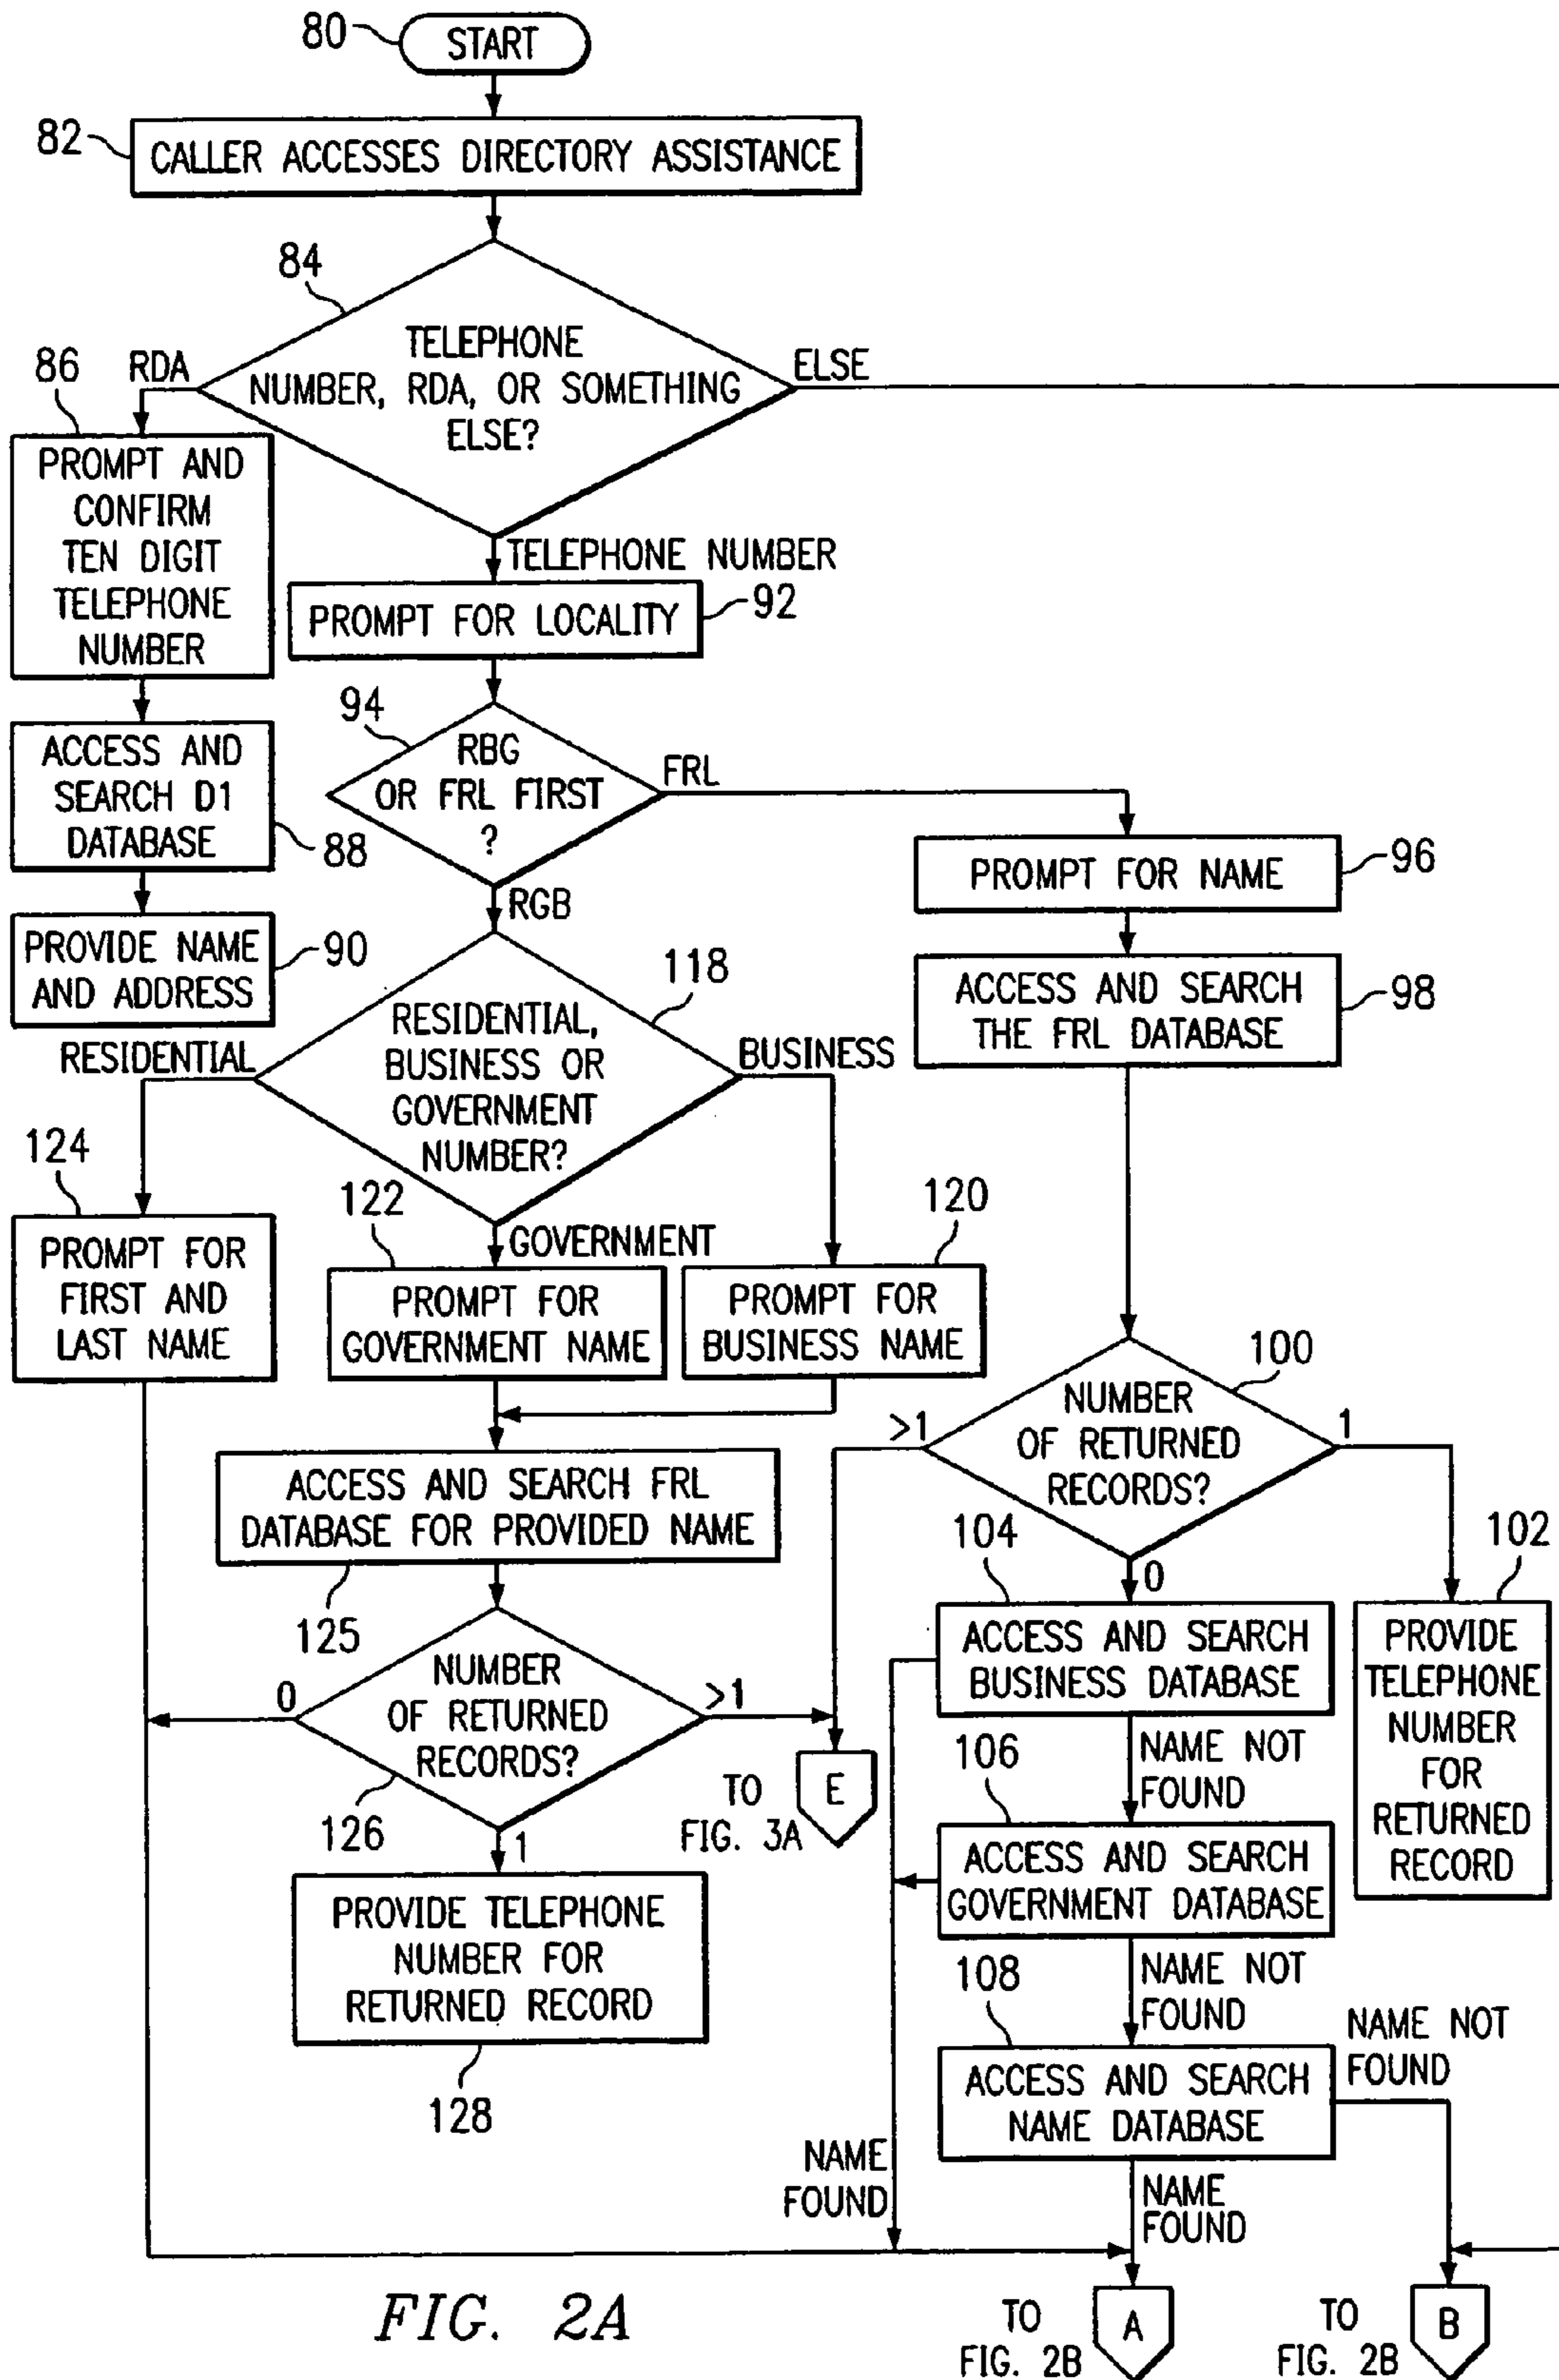 80
START
82
CALLER ACCESSES DIRECTORY ASSISTANCE
84
TELEPHONE
NUMBER, RDA, OR SOMETHING
ELSE?
RDA
ELSE
86
PROMPT AND
CONFIRM
TEN DIGIT
TELEPHONE
NUMBER
TELEPHONE NUMBER
PROMPT FOR LOCALITY
92
94
RBG
OR FRL FIRST
?
FRL
RGB
ACCESS AND
SEARCH D1
DATABASE
88
PROVIDE NAME
AND ADDRESS
90
PROMPT FOR NAME
96
ACCESS AND SEARCH
THE FRL DATABASE
98
118
RESIDENTIAL,
BUSINESS OR
GOVERNMENT
NUMBER?
RESIDENTIAL
BUSINESS
GOVERNMENT
124
PROMPT FOR
FIRST AND
LAST NAME
122
PROMPT FOR
GOVERNMENT NAME
120
PROMPT FOR
BUSINESS NAME
100
NUMBER
OF RETURNED
RECORDS?
>1
1
0
ACCESS AND SEARCH FRL
DATABASE FOR PROVIDED NAME
125
104
ACCESS AND SEARCH
BUSINESS DATABASE
102
PROVIDE
TELEPHONE
NUMBER
FOR
RETURNED
RECORD
NUMBER
OF RETURNED
RECORDS?
0
>1
126
1
TO
FIG. 3A
E
NAME NOT
FOUND
106
ACCESS AND SEARCH
GOVERNMENT DATABASE
PROVIDE TELEPHONE
NUMBER FOR
RETURNED RECORD
128
NAME NOT
FOUND
108
ACCESS AND SEARCH
NAME DATABASE
NAME NOT
FOUND
NAME
FOUND
NAME
FOUND
FIG. 2A
TO
FIG. 2B
A
TO
FIG. 2B
B